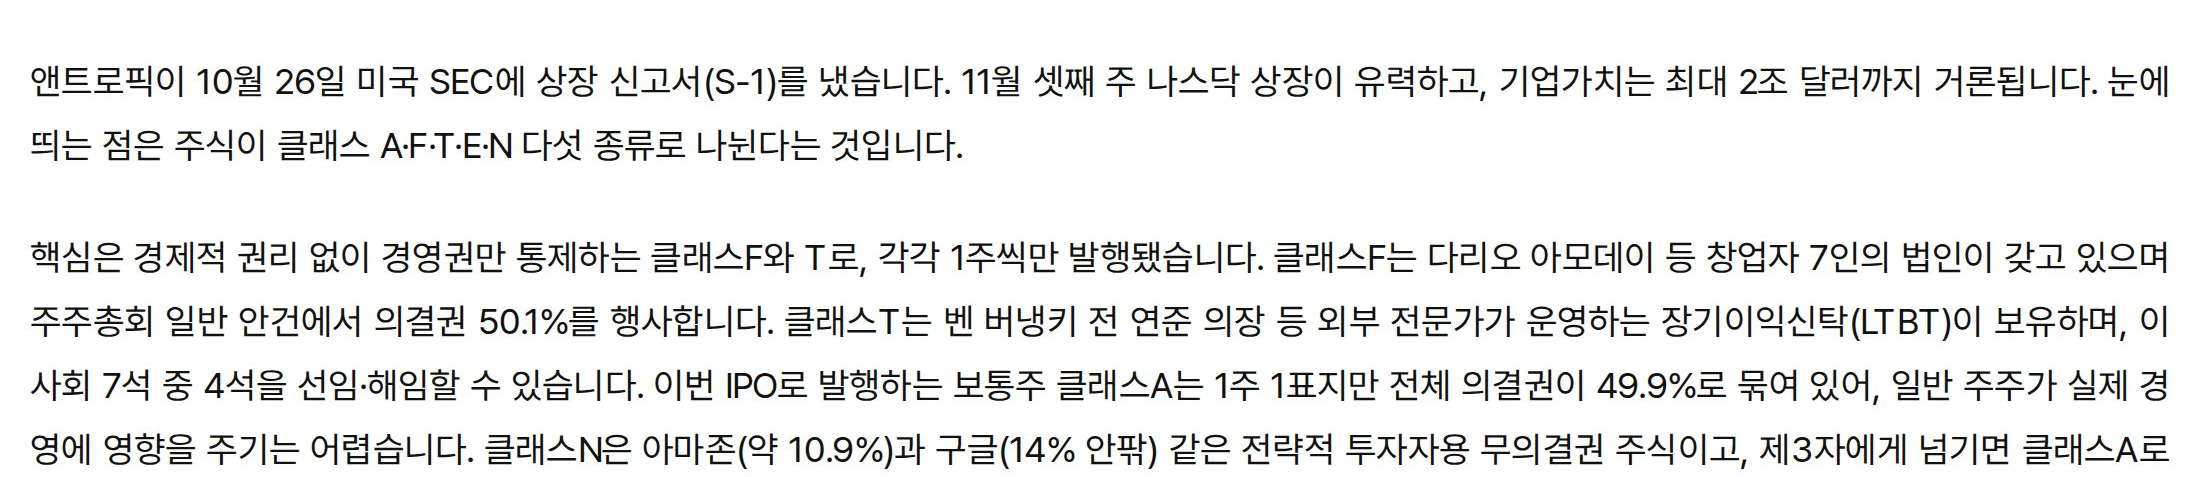 앤트로픽이 10월 26일 미국 SEC에 상장 신고서(S-1)를 냈습니다. 11월 셋째 주 나스닥 상장이 유력하고, 기업가치는 최대 2조 달러까지 거론됩니다. 눈에
띄는 점은 주식이 클래스 A·F·T·E·N 다섯 종류로 나뉜다는 것입니다.
핵심은 경제적 권리 없이 경영권만 통제하는 클래스F와 T로, 각각 1주씩만 발행됐습니다. 클래스F는 다리오 아모데이 등 창업자 7인의 법인이 갖고 있으며
주주총회 일반 안건에서 의결권 50.1%를 행사합니다. 클래스T는 벤 버냉키 전 연준 의장 등 외부 전문가가 운영하는 장기이익신탁(LTBT)이 보유하며, 이
사회 7석 중 4석을 선임·해임할 수 있습니다. 이번 IPO로 발행하는 보통주 클래스A는 1주 1표지만 전체 의결권이 49.9%로 묶여 있어, 일반 주주가 실제 경
영에 영향을 주기는 어렵습니다. 클래스N은 아마존(약 10.9%)과 구글(14% 안팎) 같은 전략적 투자자용 무의결권 주식이고, 제3자에게 넘기면 클래스A로